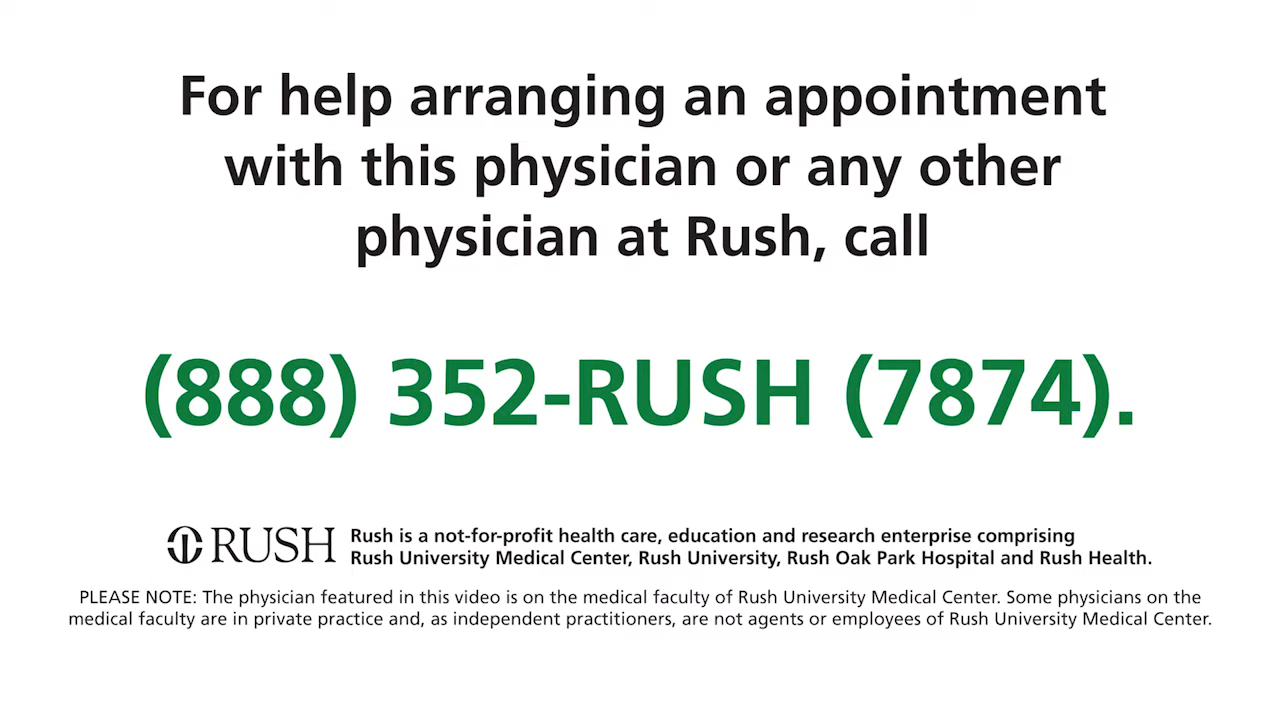 For help arranging an appointment
with this physician or any other
physician at Rush, call
(888) 352-RUSH (7874).
RUSH
Rush is a not-for-profit health care, education and research enterprise comprising
Rush University Medical Center, Rush University, Rush Oak Park Hospital and Rush Health.
PLEASE NOTE: The physician featured in this video is on the medical faculty of Rush University Medical Center. Some physicians on the
medical faculty are in private practice and, as independent practitioners, are not agents or employees of Rush University Medical Center.